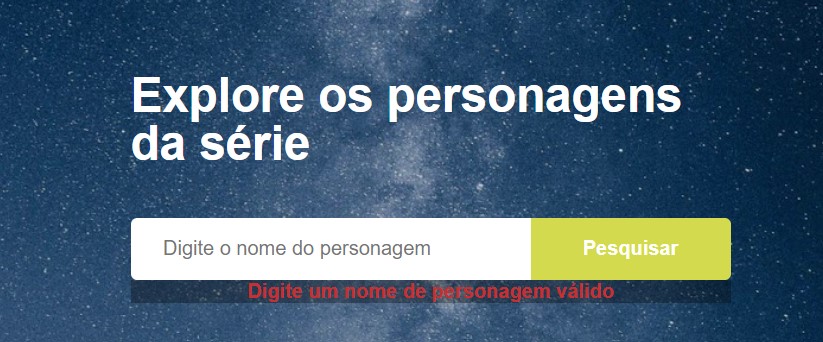 Explore os personagens
da série
Digite o nome do personagem
Pesquisar
Digite um nome de personagem válido